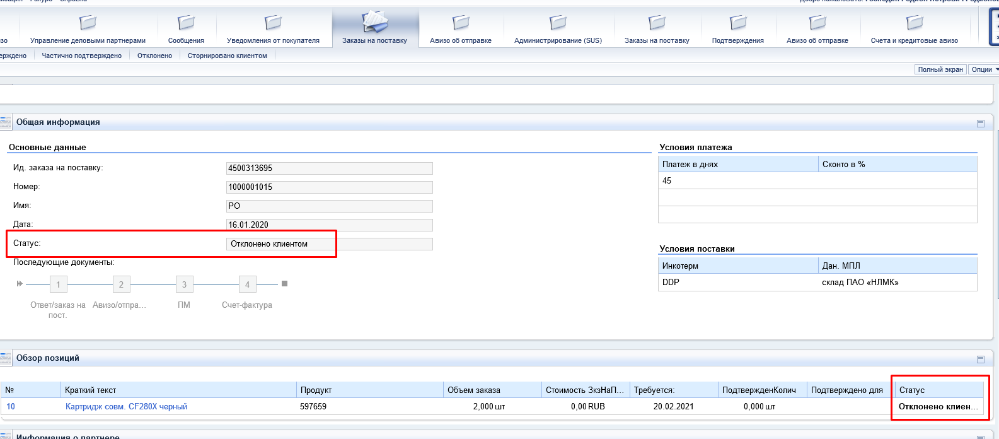 Ракурс Справка
Добро пожаловать:
зо Управление деловыми партнерами Сообщения Уведомления от покупателя Заказы на поставку Авизо об отправке Администрирование (SUS) Заказы на поставку Подтверждения Авизо об отправке Счета и кредитовые авизо
ерждено Частично подтверждено Отклонено Сторнировано клиентом
Полный экран Опции
Общая информация
Основные данные
Ид. заказа на поставку: 4500313695
Номер: 1000001015
Имя: PO
Дата: 16.01.2020
Статус: Отклонено клиентом
Последующие документы:
1 2 3 4
Ответ/заказ на Авизо/отпра... ПМ Счет-фактура
пост.
Условия платежа
Платеж в днях Сконто в %
45
Условия поставки
Инкотерм Дан. МПЛ
DDP склад ПАО «НЛМК»
Обзор позиций
№ Краткий текст Продукт Объем заказа Стоимость ЗкзНаП... Требуется: ПодтвержденКолич Подтверждено для Статус
10 Картридж совм. CF280X черный 597659 2,000 шт 0,00 RUB 20.02.2021 0,000 шт Отклонено клиен...
Информация о партнере